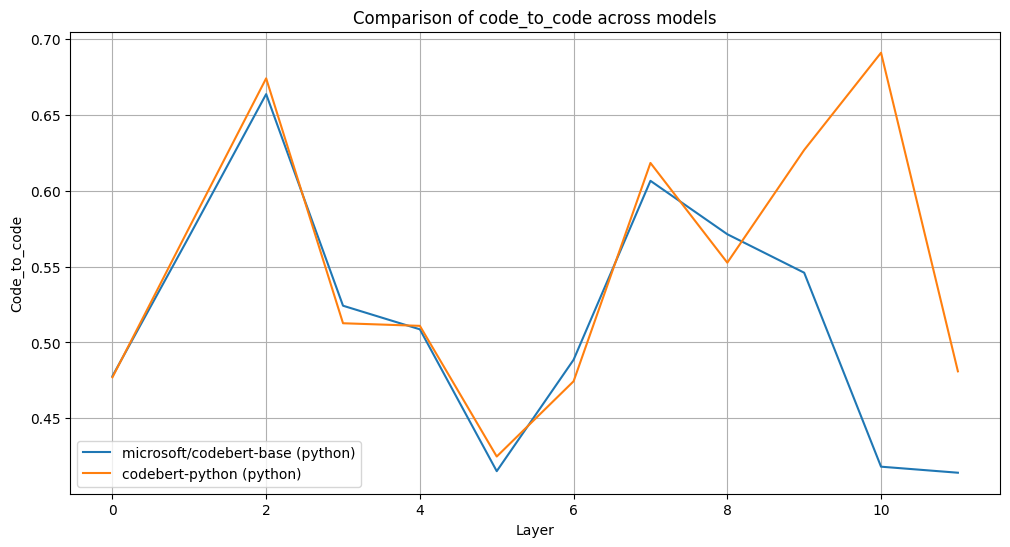 Comparison of code_to_code across models
0.70
0.65
0.60
0.55
0.50
0.45
Code_to_code
microsoft/codebert-base (python)
codebert-python (python)
0 2 4 6 8 10
Layer